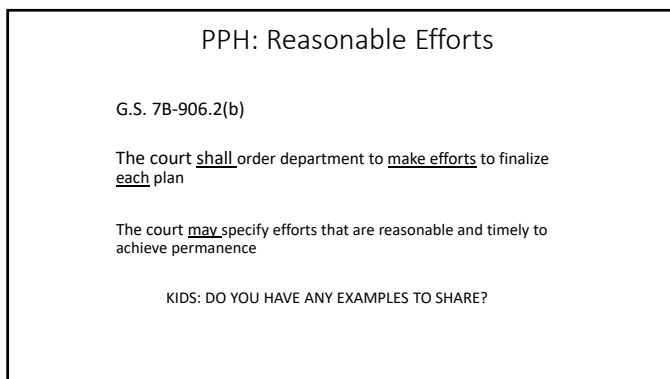 PPH: Reasonable Efforts
G.S. 7B-906.2(b)
The court shall order department to make efforts to finalize
each plan
The court may specify efforts that are reasonable and timely to
achieve permanence
KIDS: DO YOU HAVE ANY EXAMPLES TO SHARE?